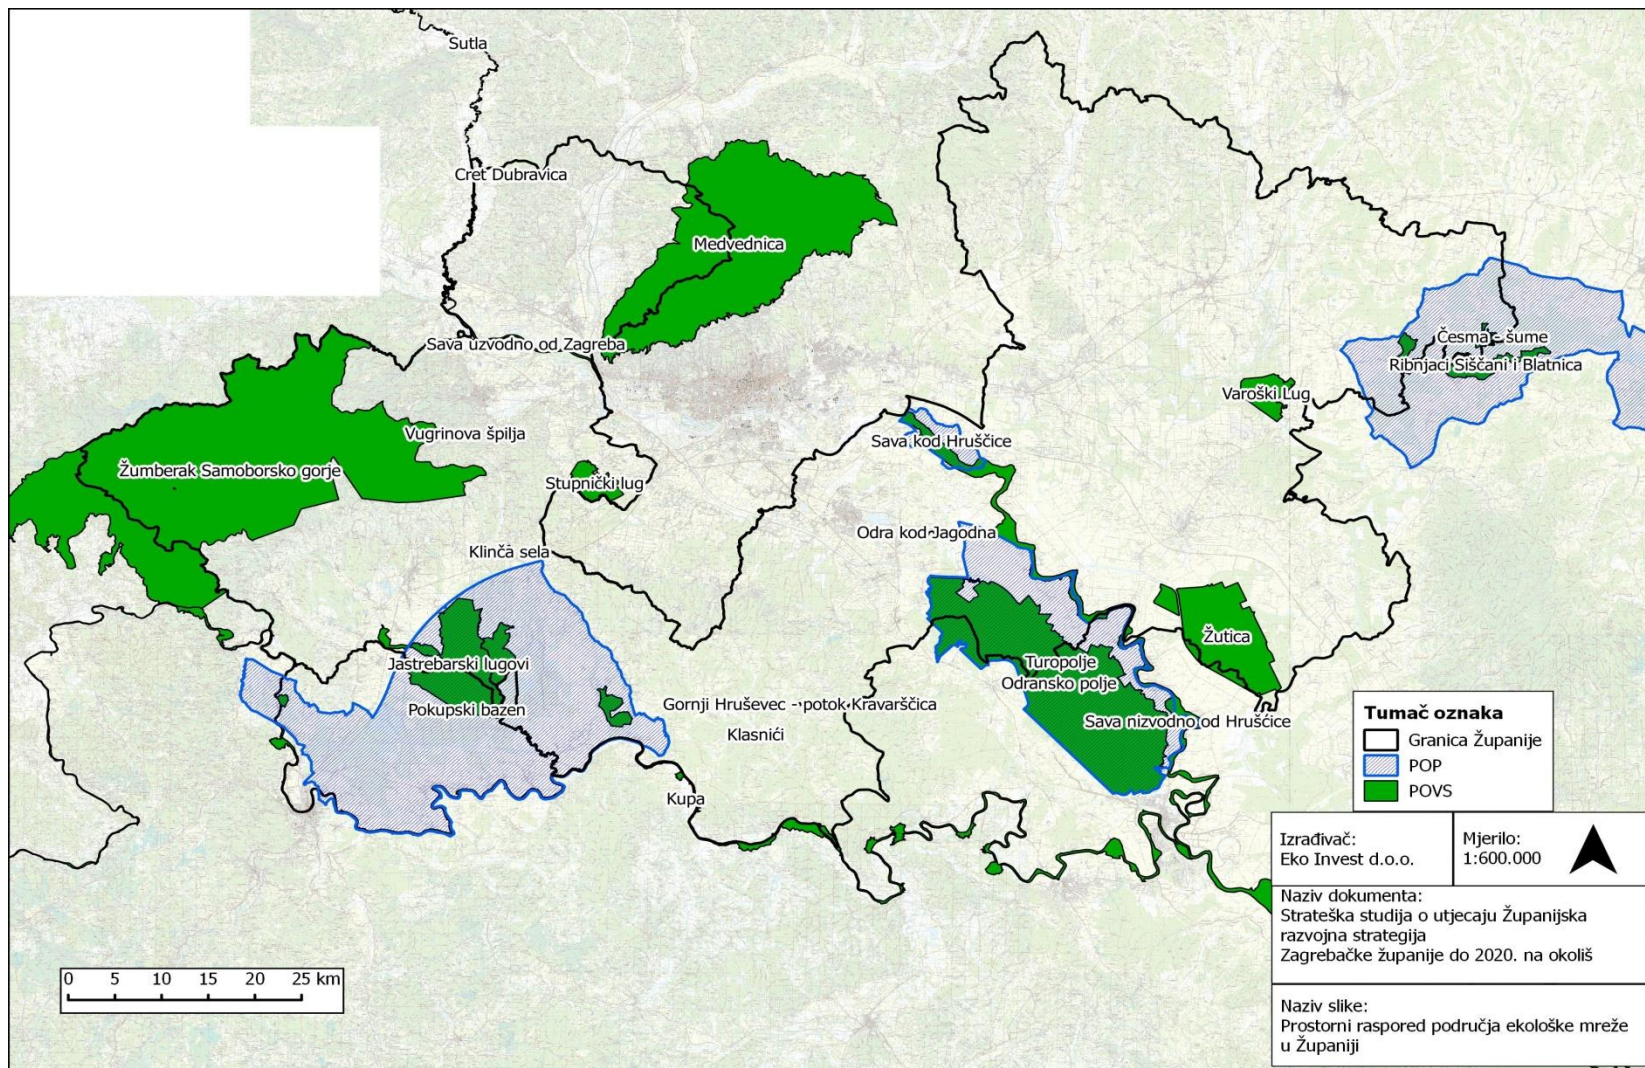 Sutla
Cret Dubravica
Medvednica
Sava uzvodno od Zagreba
Česma - šume
Ribnjaci Siščani i Blatnica
Varoški Lug
Vugrinova špilja
Sava kod Hruščice
Žumberak Samoborsko gorje
Stupnički lug
Odra kod Jagodna
Klinča sela
Žutica
Jastrebarski lugovi
Turopolje
Odransko polje
Pokupski bazen
Gornji Hruševec - potok Kravarščica
Sava nizvodno od Hrušćice
Klasnići
Kupa
Tumač oznaka
Granica Županije
POP
POVS
Izrađivač:
Eko Invest d.o.o.
Mjerilo:
1:600.000
Naziv dokumenta:
Strateška studija o utjecaju Županijska
razvojna strategija
Zagrebačke županije do 2020. na okoliš
Naziv slike:
Prostorni raspored područja ekološke mreže
u Županiji
0 5 10 15 20 25 km